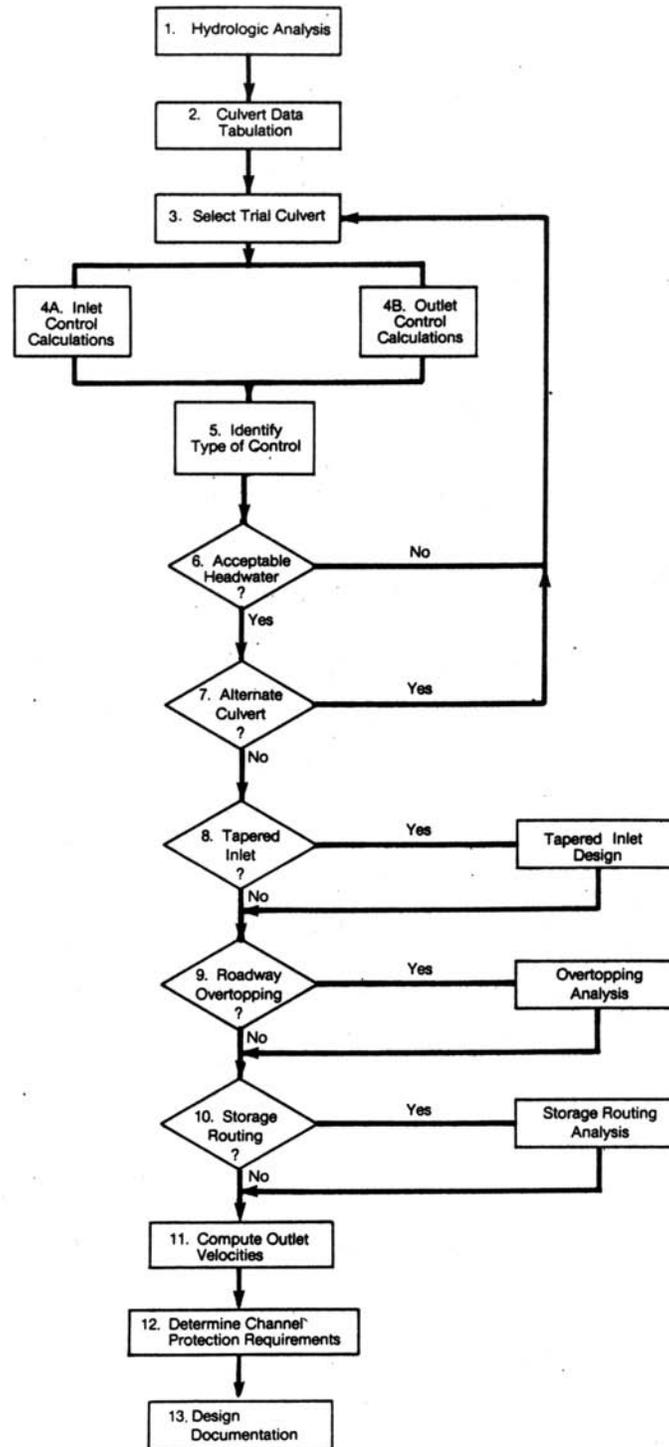 1. Hydrologic Analysis
2. Culvert Data
Tabulation
3. Select Trial Culvert
4A. Inlet
Control
Calculations
4B. Outlet
Control
Calculations
5. Identify
Type of Control
6. Acceptable
Headwater
?
No
Yes
7. Alternate
Culvert
?
Yes
No
8. Tapered
Inlet
?
Yes
Tapered Inlet
Design
No
9. Roadway
Overtopping
?
Yes
Overtopping
Analysis
No
10. Storage
Routing
?
Yes
Storage Routing
Analysis
No
11. Compute Outlet
Velocities
12. Determine Channel
Protection Requirements
13. Design
Documentation